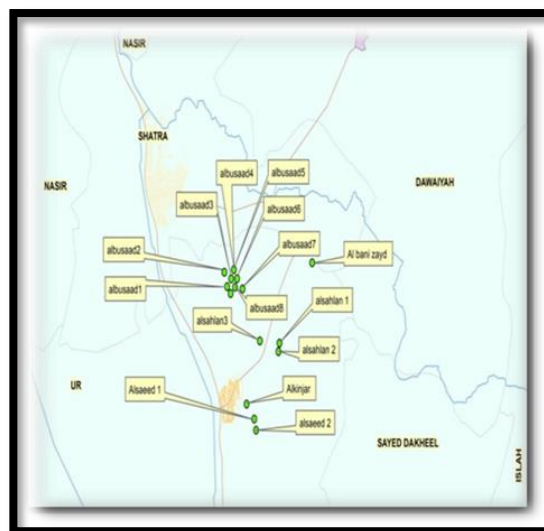 NASIR
SHATRA
albusaad4
albusaad5
NASIR
DAWAIYAH
albusaad3
albusaad6
albusaad2
albusaad7
Al bani zayd
albusaad1
albusaad8
alsahlan3
alsahlan 1
alsahlan 2
UR
Alsaeed 1
Alkinjar
alsaeed 2
SAYED DAKHEEL
ISLAH